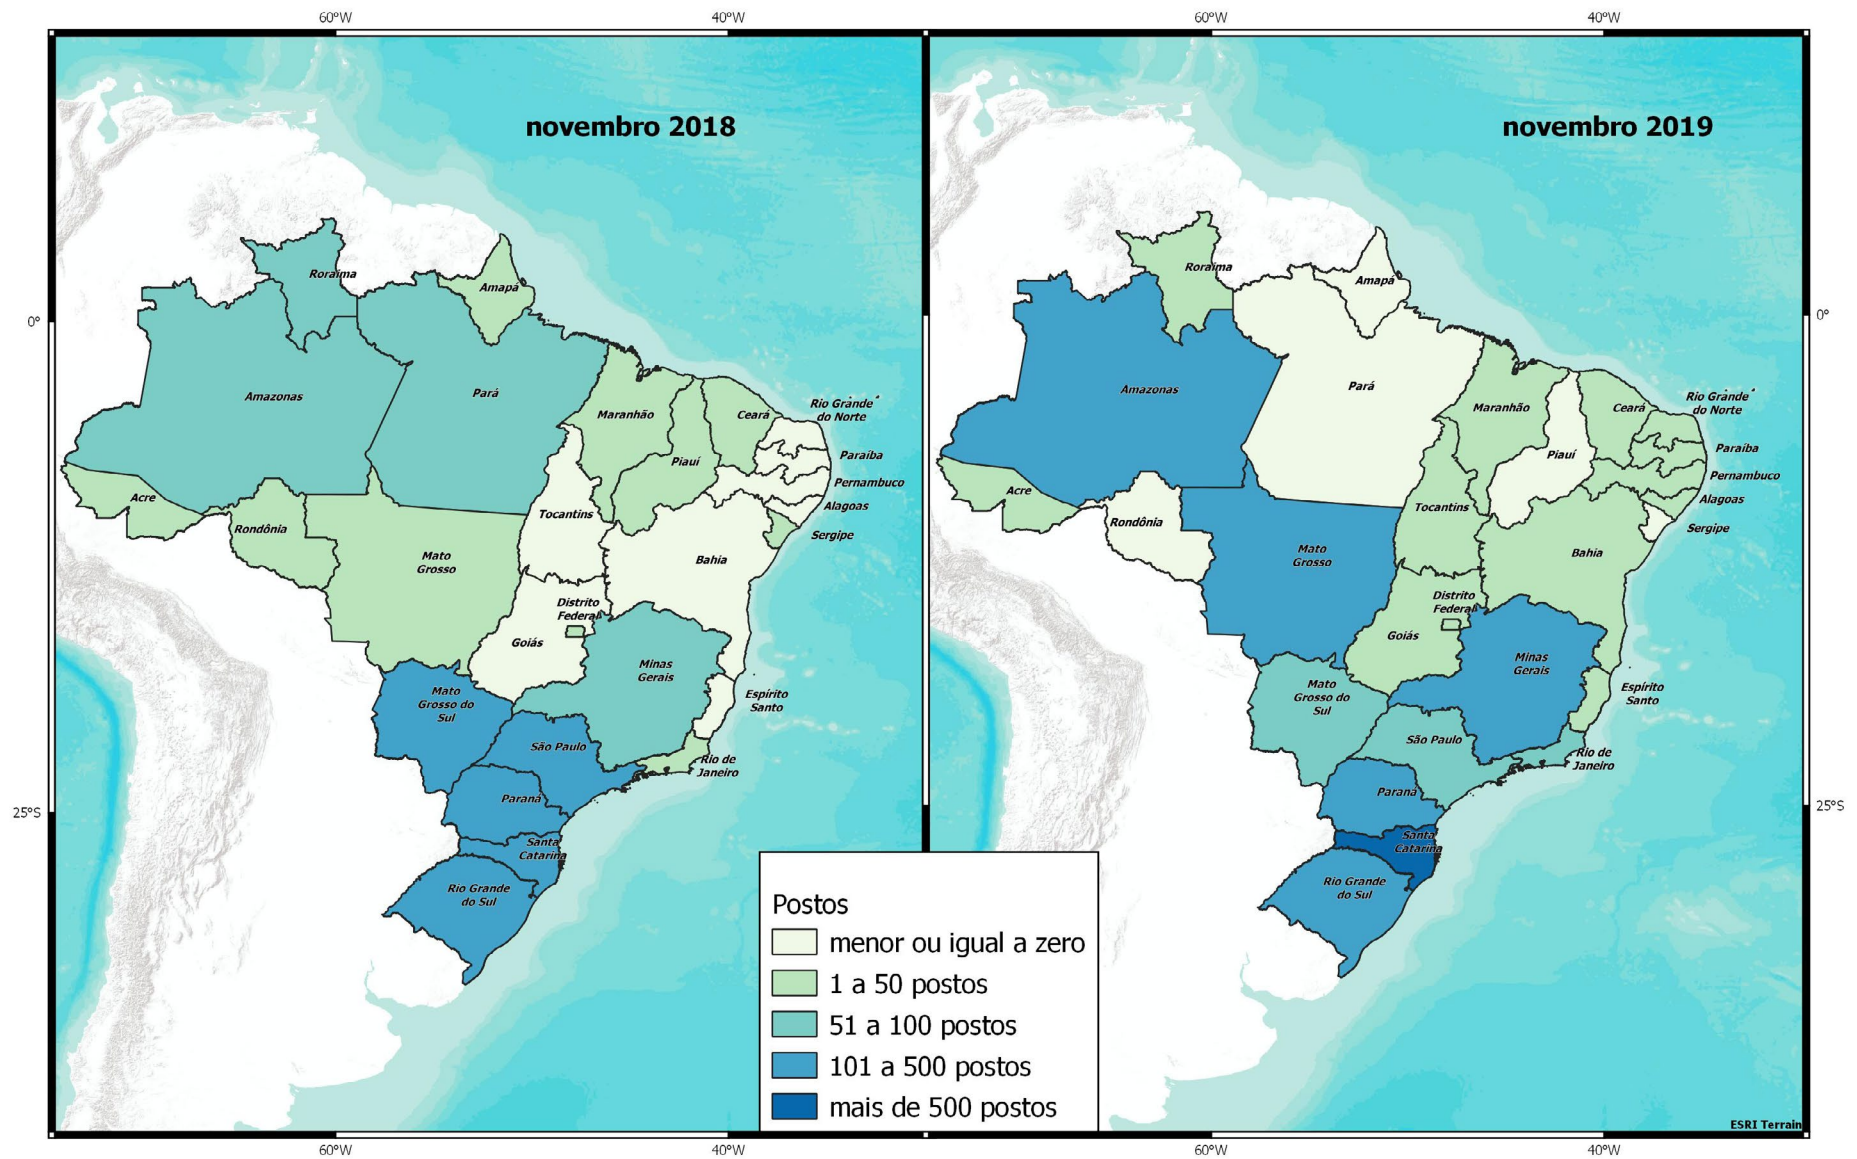 60°W
40°W
60°W
40°W
novembro 2018
novembro 2019
0°
25°S
Roraima
Amapá
Amazonas
Pará
Maranhão
Ceará
Rio Grande
do Norte
Piauí
Paraíba
Pernambuco
Alagoas
Sergipe
Acre
Rondônia
Tocantins
Mato
Grosso
Bahia
Distrito
Federal
Goiás
Minas
Gerais
Mato
Grosso do
Sul
Espírito
Santo
São Paulo
Rio de
Janeiro
Paraná
Santa
Catarina
Rio Grande
do Sul
Roraima
Amapá
Amazonas
Pará
Maranhão
Ceará
Rio Grande
do Norte
Piauí
Paraíba
Pernambuco
Alagoas
Sergipe
Acre
Rondônia
Tocantins
Mato
Grosso
Bahia
Distrito
Federal
Goiás
Minas
Gerais
Mato
Grosso do
Sul
Espírito
Santo
São Paulo
Rio de
Janeiro
Paraná
Santa
Catarina
Rio Grande
do Sul
0°
25°S
Postos
menor ou igual a zero
1 a 50 postos
51 a 100 postos
101 a 500 postos
mais de 500 postos
ESRI Terrain
60°W
40°W
60°W
40°W